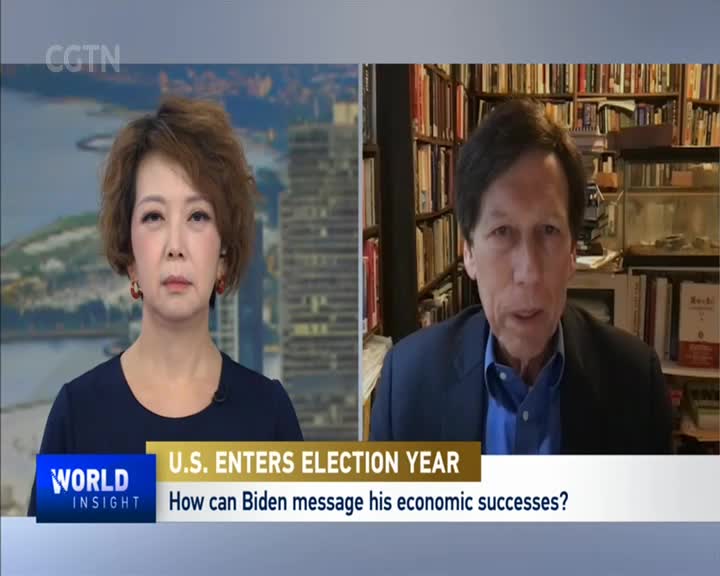 CGTN
U.S. ENTERS ELECTION YEAR
WORLD
INSIGHT
How can Biden message his economic successes?